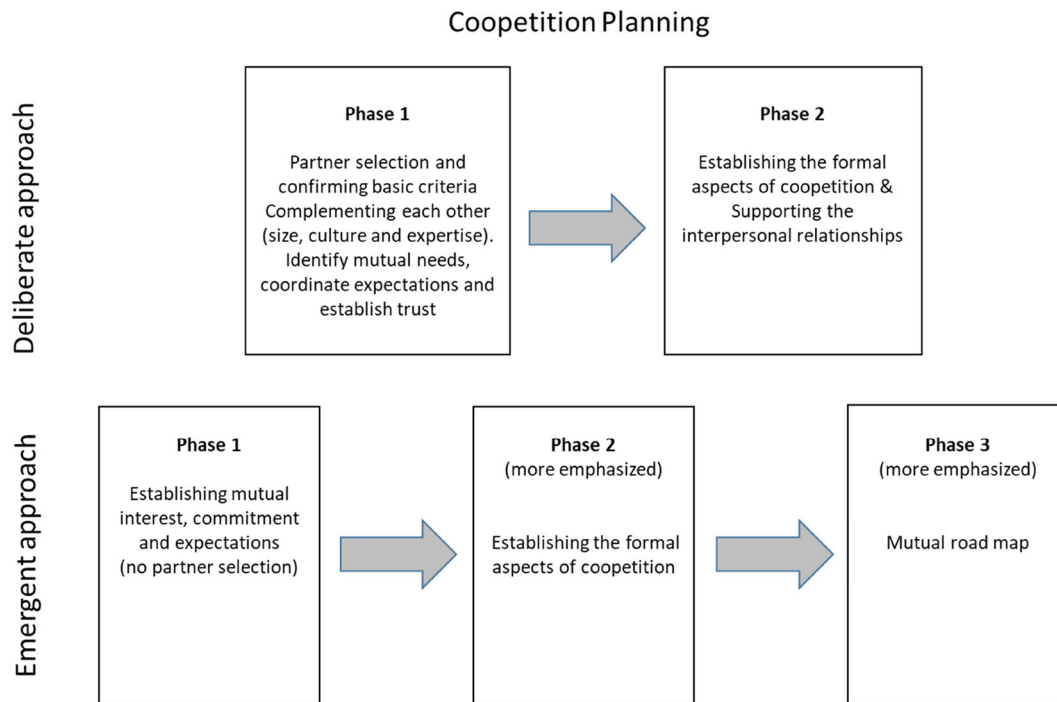 Coopetition Planning
Deliberate approach
Phase 1
Partner selection and
confirming basic criteria
Complementing each other
(size, culture and expertise).
Identify mutual needs,
coordinate expectations and
establish trust
Phase 2
Establishing the formal
aspects of coopetition &
Supporting the
interpersonal relationships
Emergent approach
Phase 1
Establishing mutual
interest, commitment
and expectations
(no partner selection)
Phase 2
(more emphasized)
Establishing the formal
aspects of coopetition
Phase 3
(more emphasized)
Mutual road map